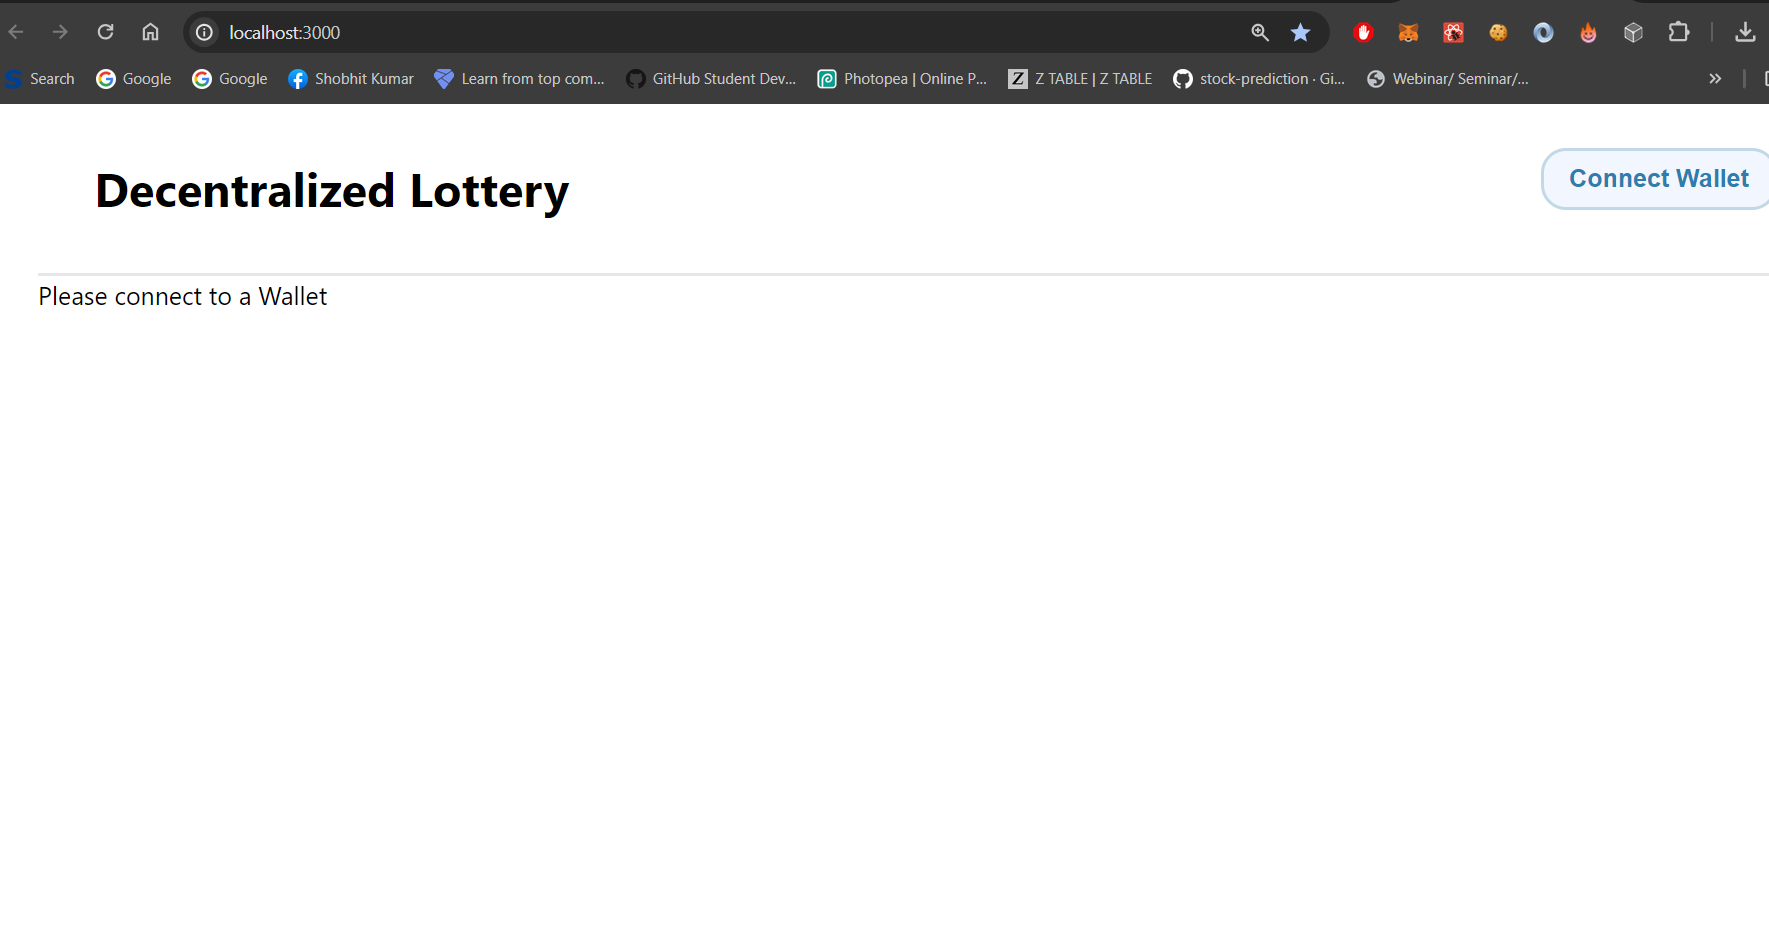 localhost:3000
Search Google Google Shobhit Kumar Learn from top com... GitHub Student Dev... Photopea | Online P... Z TABLE | Z TABLE stock-prediction · Gi... Webinar/ Seminar/...
Decentralized Lottery
Connect Wallet
Please connect to a Wallet